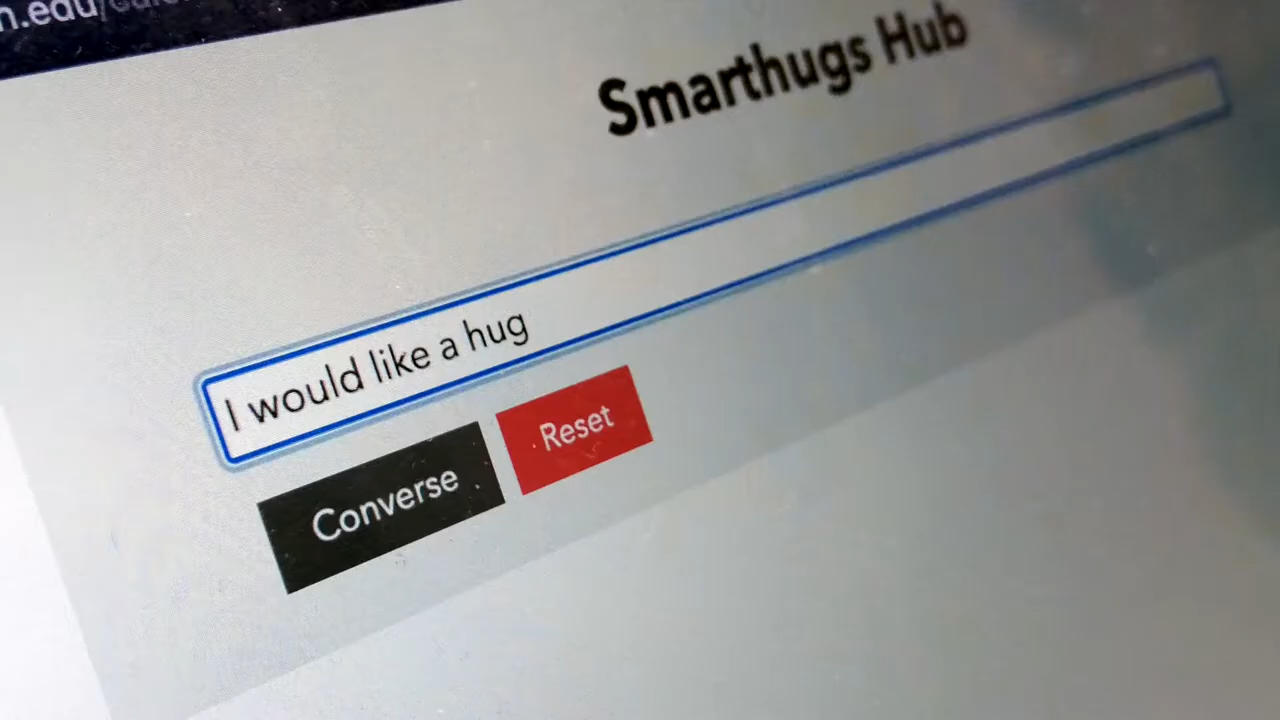 n.edu/
Smarthugs Hub
I would like a hug
Converse
Reset